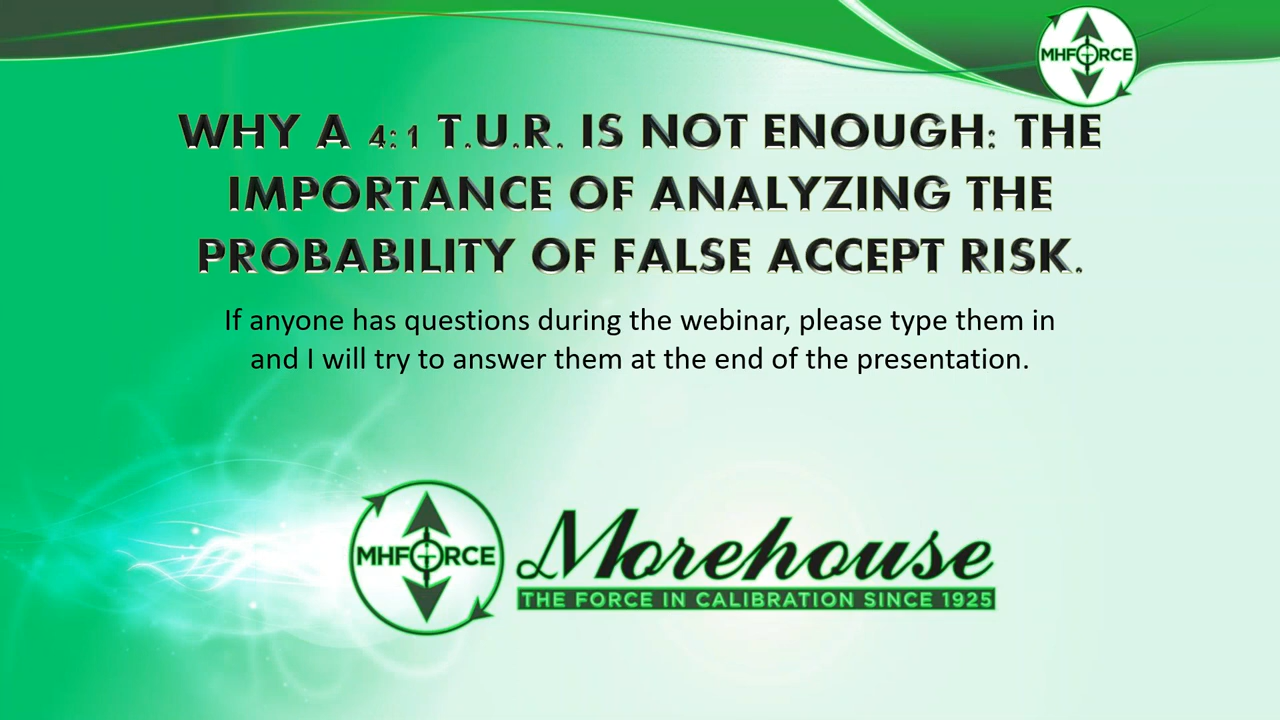 MHFORCE
WHY A 4:1 T.U.R. IS NOT ENOUGH: THE
IMPORTANCE OF ANALYZING THE
PROBABILITY OF FALSE ACCEPT RISK.
If anyone has questions during the webinar, please type them in
and I will try to answer them at the end of the presentation.
MHFORCE
Morehouse
THE FORCE IN CALIBRATION SINCE 1925